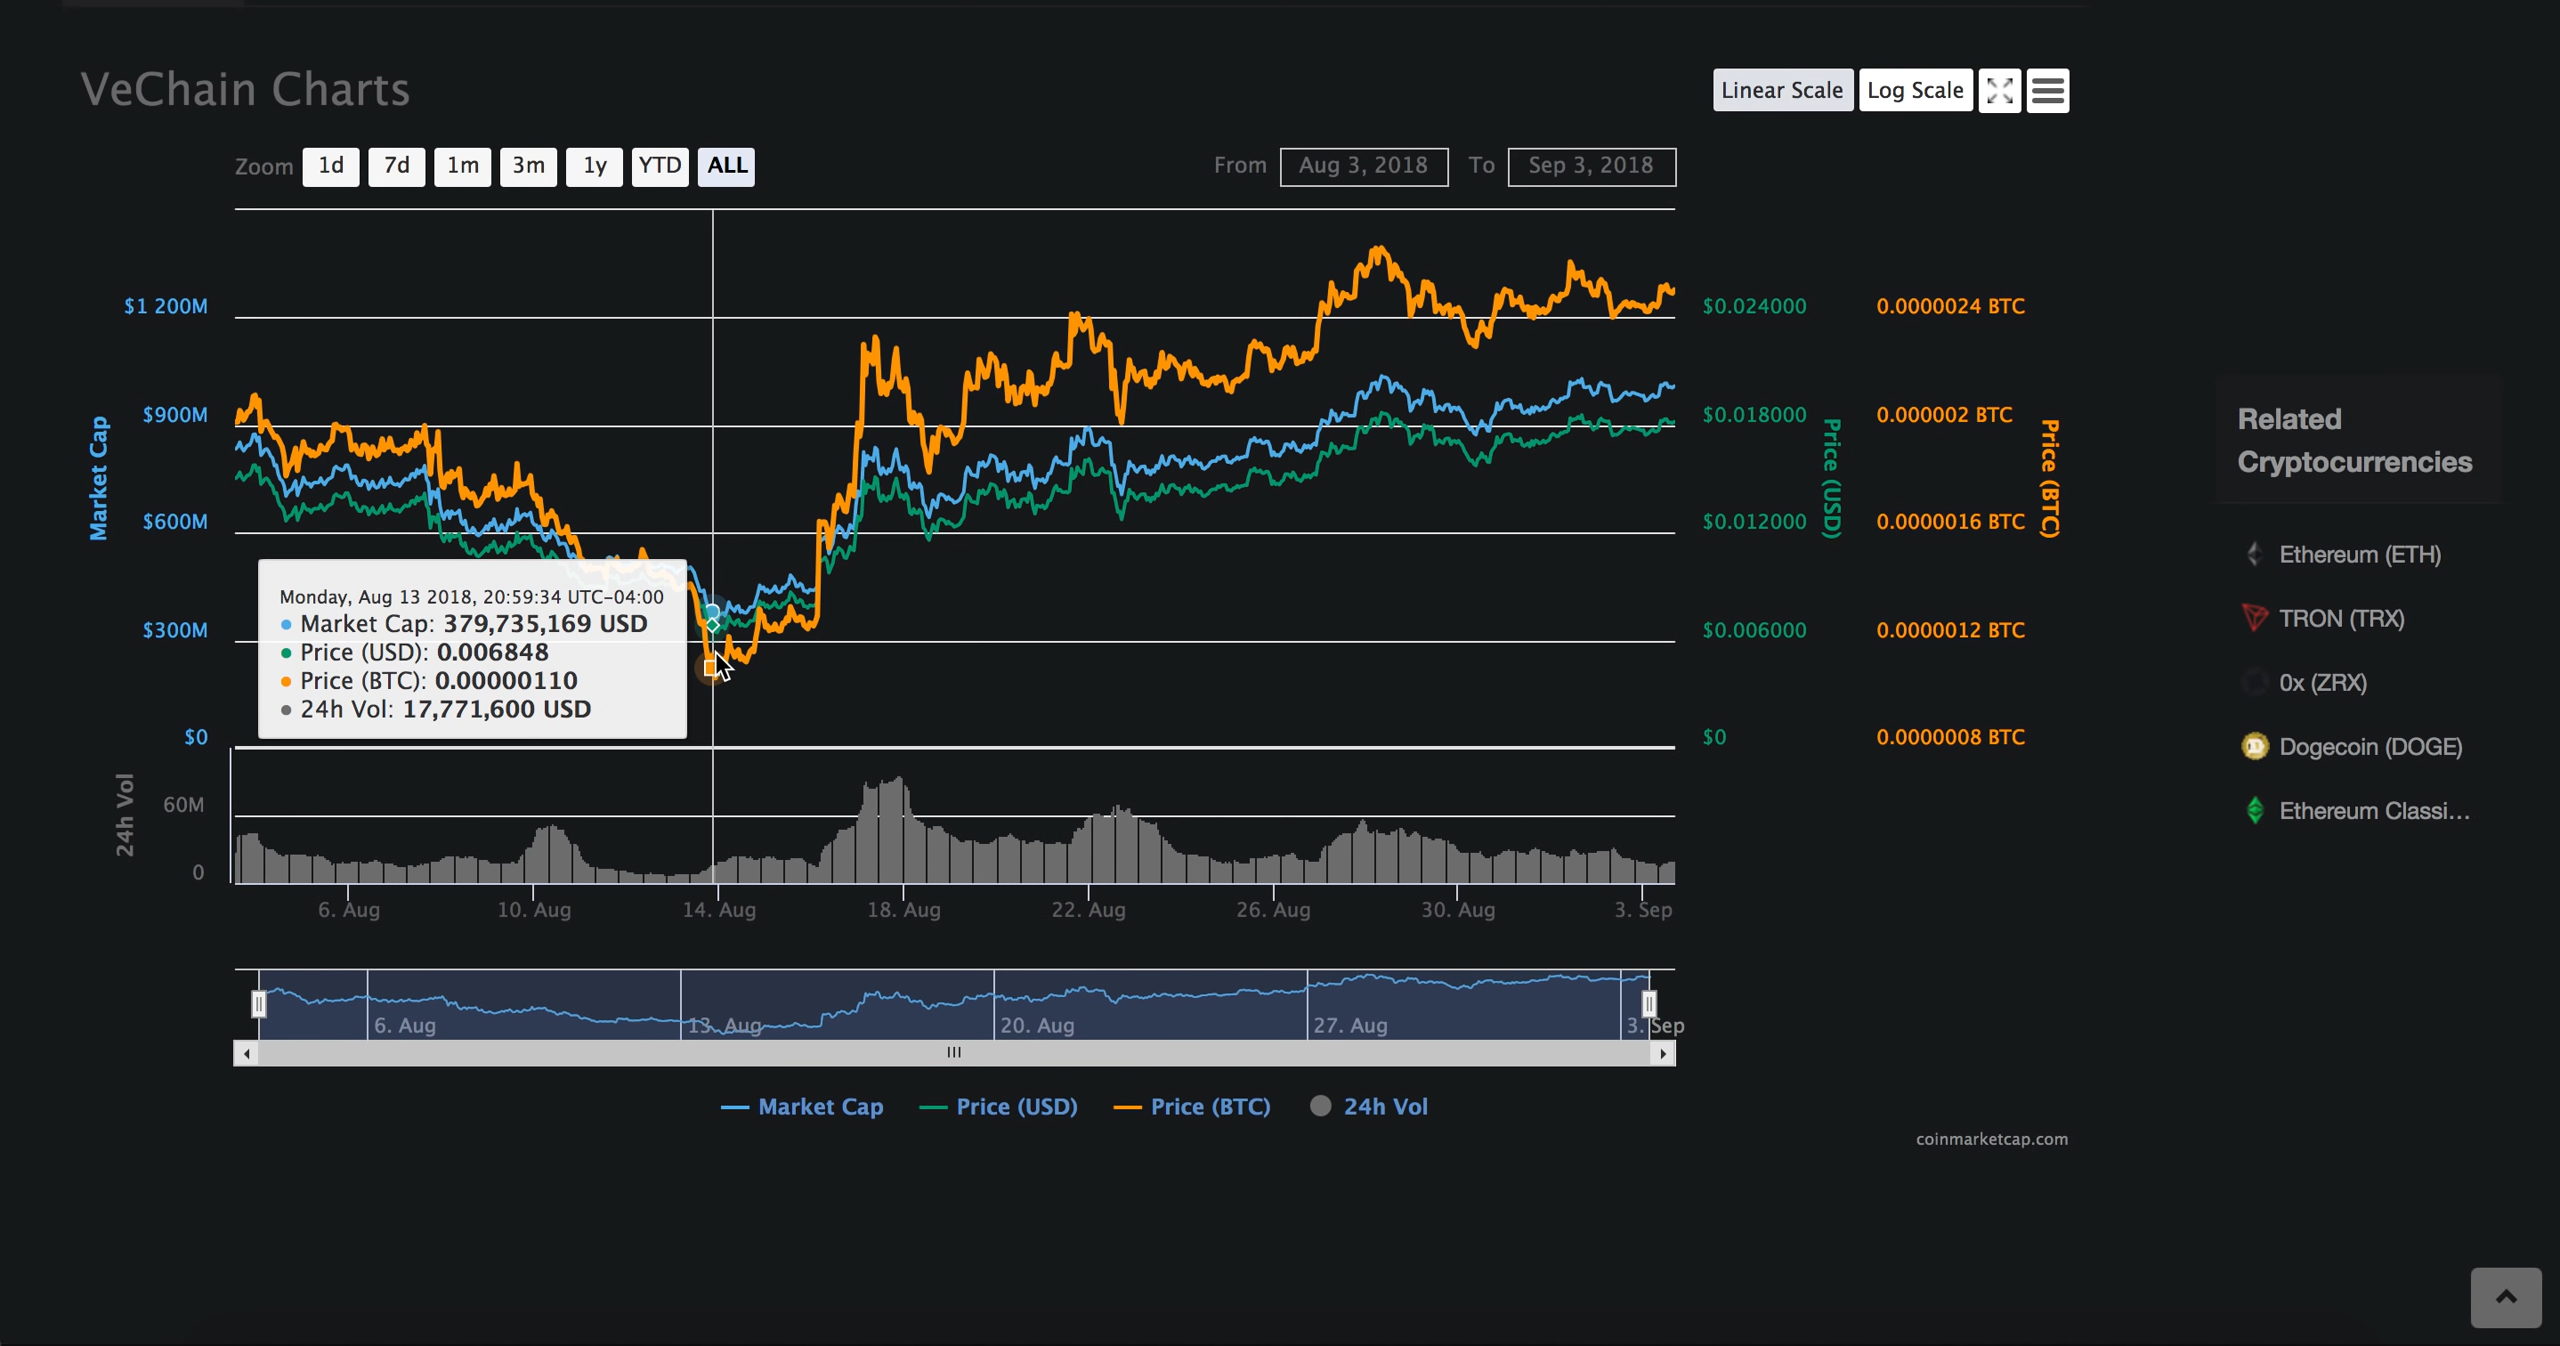 VeChain Charts
Linear Scale Log Scale
Zoom 1d 7d 1m 3m 1y YTD ALL
From Aug 3, 2018 To Sep 3, 2018
$1 200M
$900M
$600M
$300M
$0
Market Cap
Monday, Aug 13 2018, 20:59:34 UTC−04:00
Market Cap: 379,735,169 USD
Price (USD): 0.006848
Price (BTC): 0.00000110
24h Vol: 17,771,600 USD
$0.024000
$0.018000
$0.012000
$0.006000
$0
Price (USD)
0.0000024 BTC
0.000002 BTC
0.0000016 BTC
0.0000012 BTC
0.0000008 BTC
Price (BTC)
24h Vol
60M
0
6. Aug 10. Aug 14. Aug 18. Aug 22. Aug 26. Aug 30. Aug 3. Sep
6. Aug 13. Aug 20. Aug 27. Aug 3. Sep
Market Cap Price (USD) Price (BTC) 24h Vol
coinmarketcap.com
Related
Cryptocurrencies
Ethereum (ETH)
TRON (TRX)
0x (ZRX)
Dogecoin (DOGE)
Ethereum Classi...